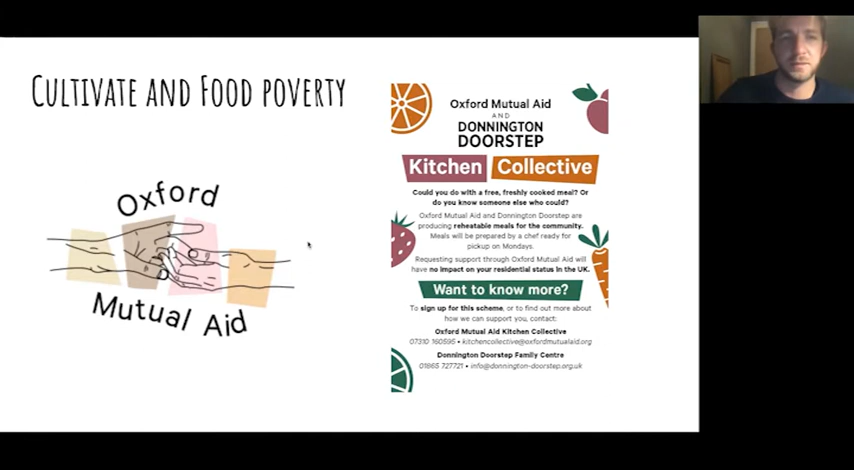 Cultivate and Food poverty
Oxford
Mutual Aid
Oxford Mutual Aid
AND
DONNINGTON
DOORSTEP
Kitchen Collective
Could you do with a free, freshly cooked meal? Or
do you know someone else who could?
Oxford Mutual Aid and Donnington Doorstep are
producing reheatable meals for the community.
Meals will be prepared by a chef ready for
pickup on Mondays.
Requesting support through Oxford Mutual Aid will
have no impact on your residential status in the UK.
Want to know more?
To sign up for this scheme, or to find out more about
how we can support you, contact:
Oxford Mutual Aid Kitchen Collective
07310 160595 • kitchencollective@oxfordmutualaid.org
Donnington Doorstep Family Centre
01865 727721 • info@donnington-doorstep.org.uk